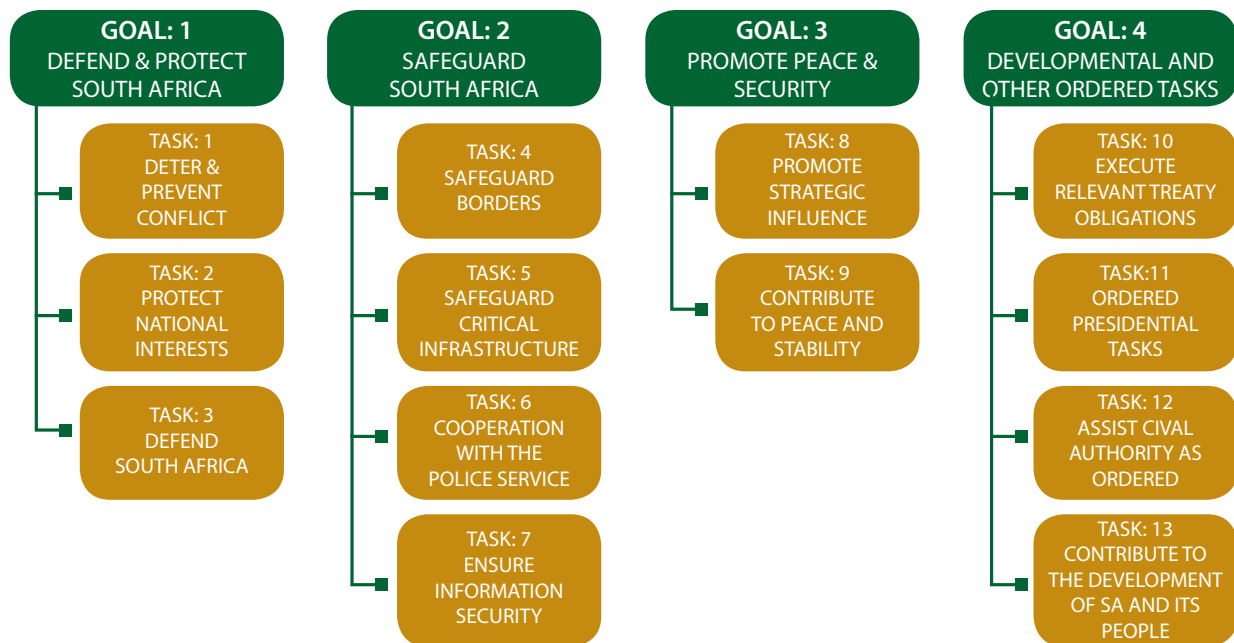 GOAL: 1
DEFEND & PROTECT
SOUTH AFRICA
TASK: 1
DETER &
PREVENT
CONFLICT
TASK: 2
PROTECT
NATIONAL
INTERESTS
TASK: 3
DEFEND
SOUTH AFRICA
GOAL: 2
SAFEGUARD
SOUTH AFRICA
TASK: 4
SAFEGUARD
BORDERS
TASK: 5
SAFEGUARD
CRITICAL
INFRASTRUCTURE
TASK: 6
COOPERATION
WITH THE
POLICE SERVICE
TASK: 7
ENSURE
INFORMATION
SECURITY
GOAL: 3
PROMOTE PEACE &
SECURITY
TASK: 8
PROMOTE
STRATEGIC
INFLUENCE
TASK: 9
CONTRIBUTE
TO PEACE AND
STABILITY
GOAL: 4
DEVELOPMENTAL AND
OTHER ORDERED TASKS
TASK: 10
EXECUTE
RELEVANT TREATY
OBLIGATIONS
TASK:11
ORDERED
PRESIDENTIAL
TASKS
TASK: 12
ASSIST CIVAL
AUTHORITY AS
ORDERED
TASK: 13
CONTRIBUTE TO
THE DEVELOPMENT
OF SA AND ITS
PEOPLE